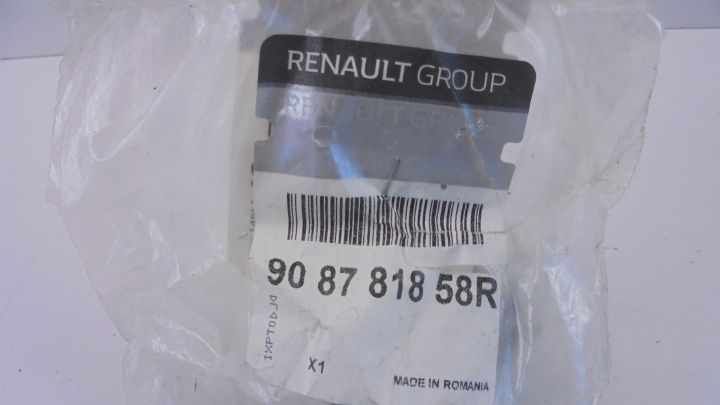 RENAULT GROUP
90 87 818 58R
X1
MADE IN ROMANIA